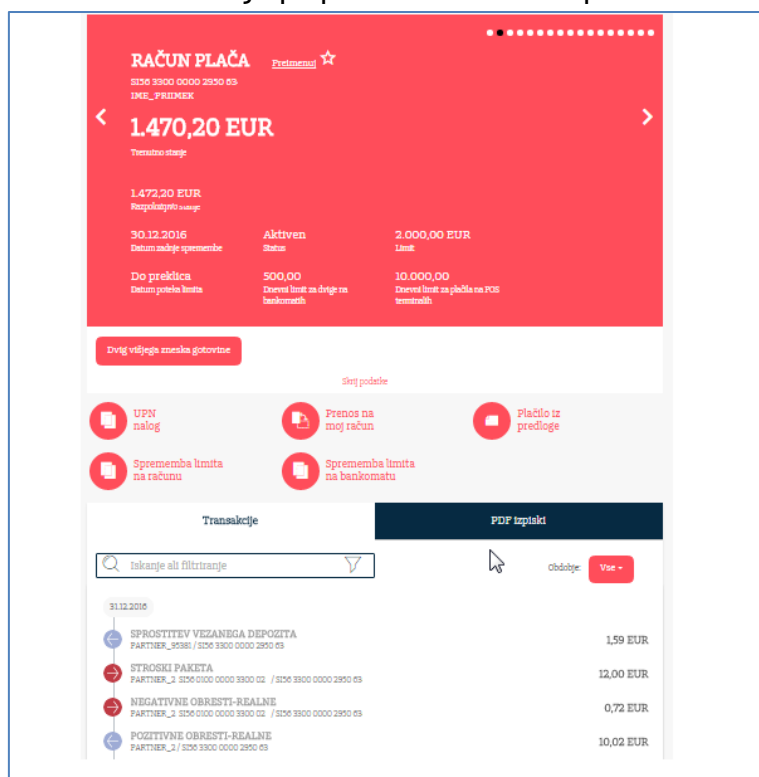 RAČUN PLAČA Preimenuj
SI56 3300 0000 2950 63
IME_PRIIMEK
1.470,20 EUR
Trenutno stanje
1.472,20 EUR
Razpoložljivo stanje
30.12.2016 Aktiven 2.000,00 EUR
Datum zadnje spremembe Status Limit
Do preklica 500,00 10.000,00
Datum poteka limita Dnevni limit za dvige na Dnevni limit za plačila na POS
bankomatih terminalih
Dvig višjega zneska gotovine
Skrij podatke
UPN Prenos na Plačilo iz
nalog moj račun predloge
Sprememba limita Sprememba limita
na računu na bankomatu
Transakcije PDF izpiski
Iskanje ali filtriranje Obdobje: Vse
31.12.2016
SPROSTITEV VEZANEGA DEPOZITA
PARTNER_95381 / SI56 3300 0000 2950 63 1,59 EUR
STROSKI PAKETA
PARTNER_2 SI56 0100 0000 3300 02 / SI56 3300 0000 2950 63 12,00 EUR
NEGATIVNE OBRESTI-REALNE
PARTNER_2 SI56 0100 0000 3300 02 / SI56 3300 0000 2950 63 0,72 EUR
POZITIVNE OBRESTI-REALNE
PARTNER_2 / SI56 3300 0000 2950 63 10,02 EUR